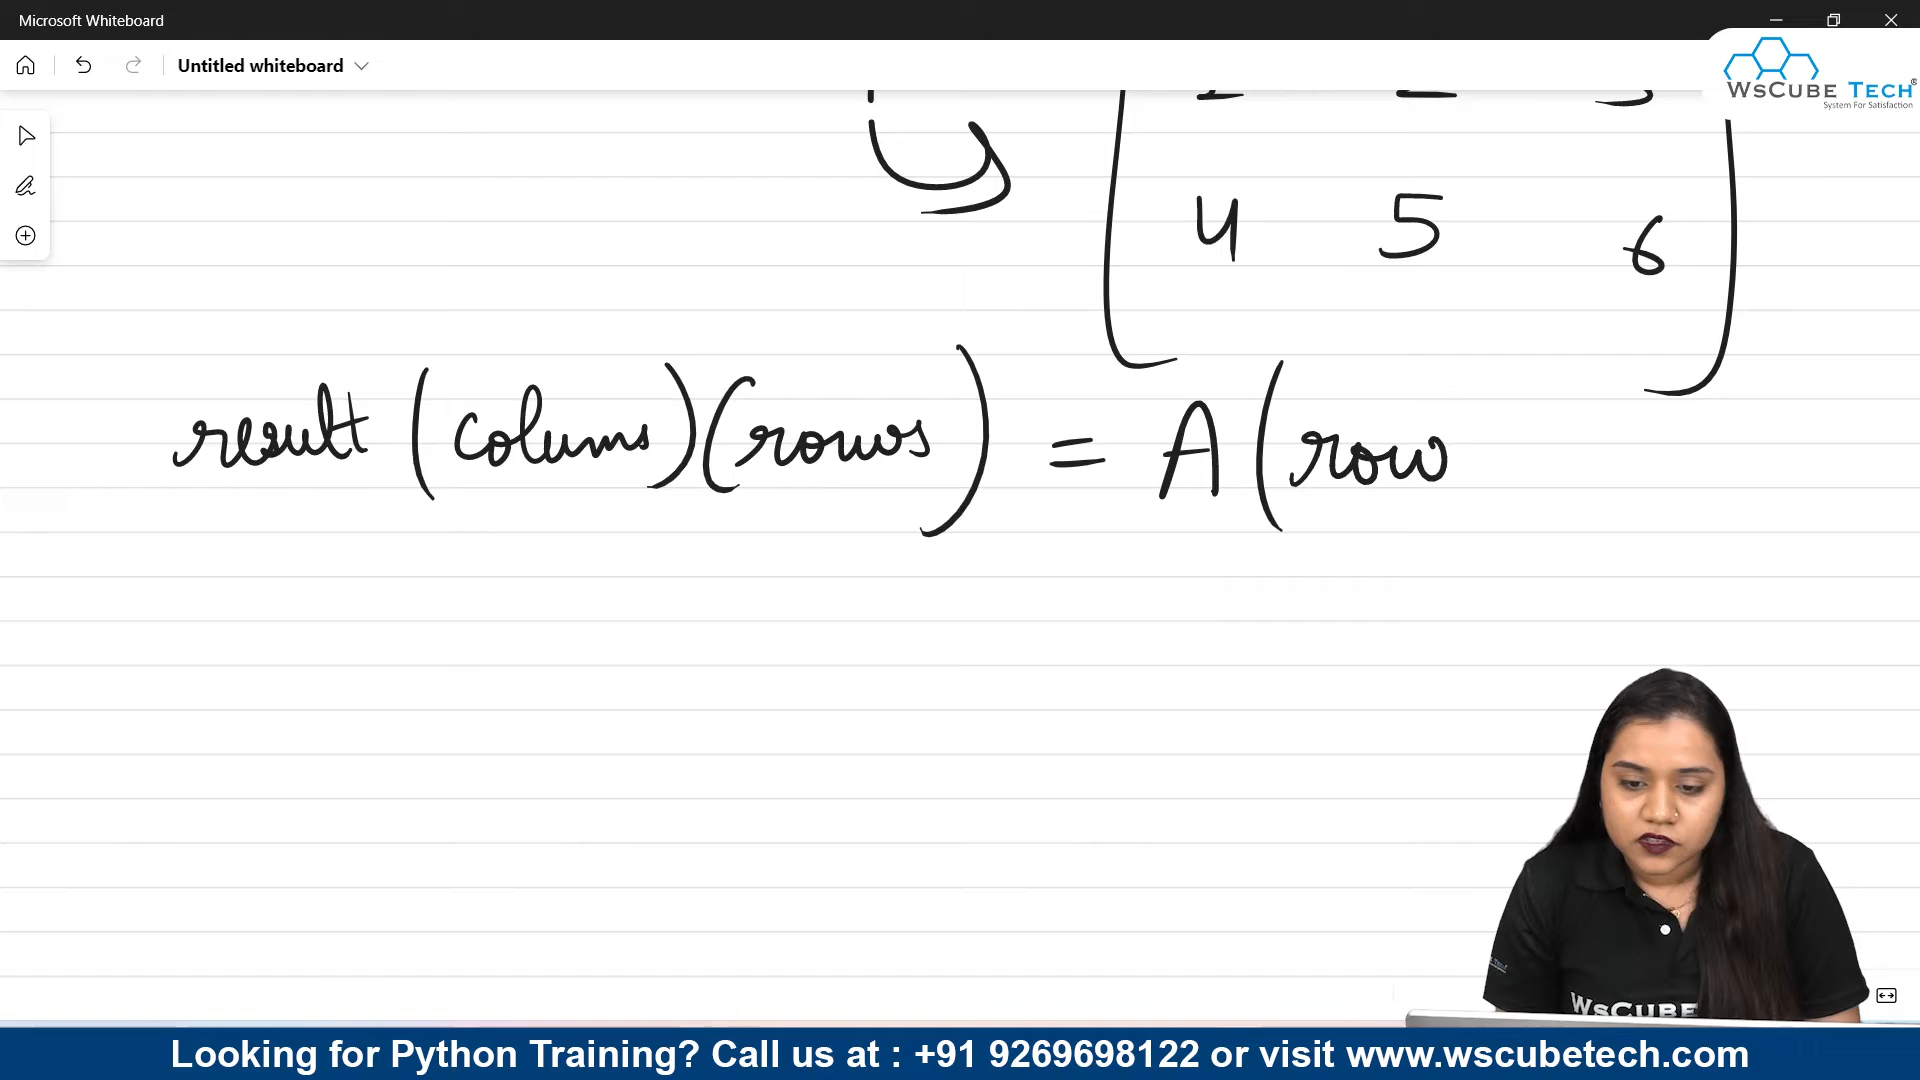 Microsoft Whiteboard
Untitled whiteboard
WsCube Tech®
System For Satisfaction
4 5 6
result (colums)(rows) = A(row
WsCube
Looking for Python Training? Call us at : +91 9269698122 or visit www.wscubetech.com